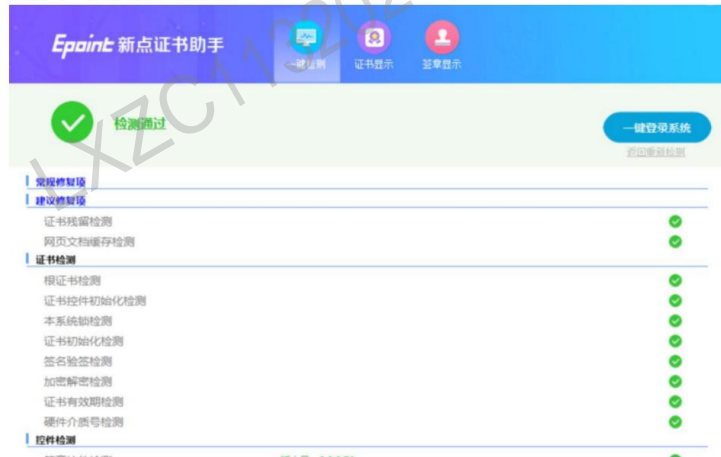 Epoint 新点证书助手
一键检测 证书显示 签章显示
检测通过
一键登录系统
返回重新检测
常规修复项
建议修复项
证书残留检测
网页文档缓存检测
证书检测
根证书检测
证书控件初始化检测
本系统锁检测
证书初始化检测
签名验签检测
加密解密检测
证书有效期检测
硬件介质号检测
控件检测